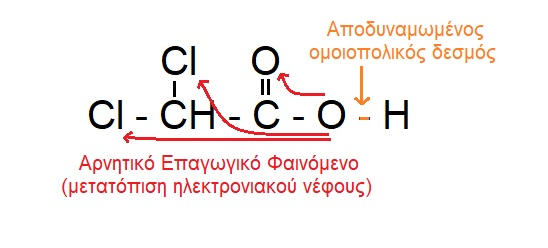 Αποδυναμωμένος
ομοιοπολικός δεσμός
Cl O
Cl - CH - C - O - H
Αρνητικό Επαγωγικό Φαινόμενο
(μετατόπιση ηλεκτρονιακού νέφους)